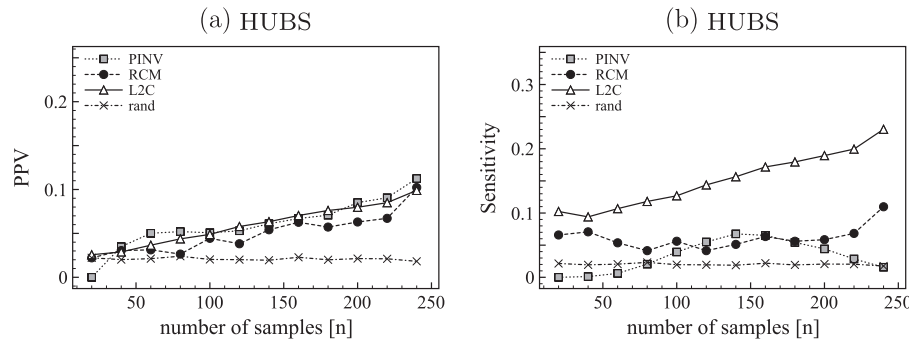 (a) HUBS
PINV
RCM
L2C
rand
PPV
0.2
0.1
0
50 100 150 200 250
number of samples [n]
(b) HUBS
PINV
RCM
L2C
rand
Sensitivity
0.3
0.2
0.1
0
50 100 150 200 250
number of samples [n]